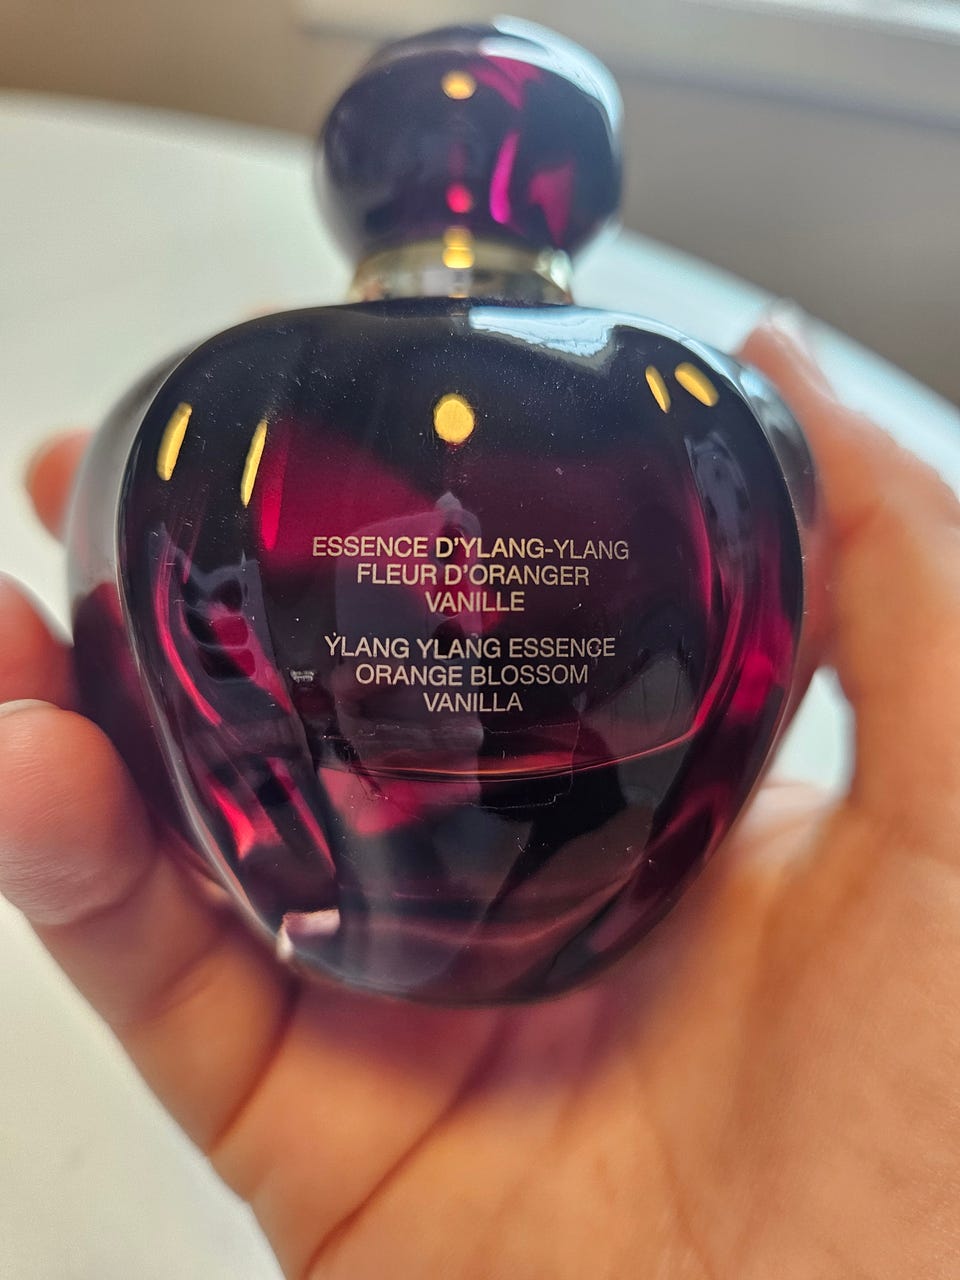 ESSENCE D'YLANG-YLANG
FLEUR D'ORANGER
VANILLE
YLANG YLANG ESSENCE
ORANGE BLOSSOM
VANILLA